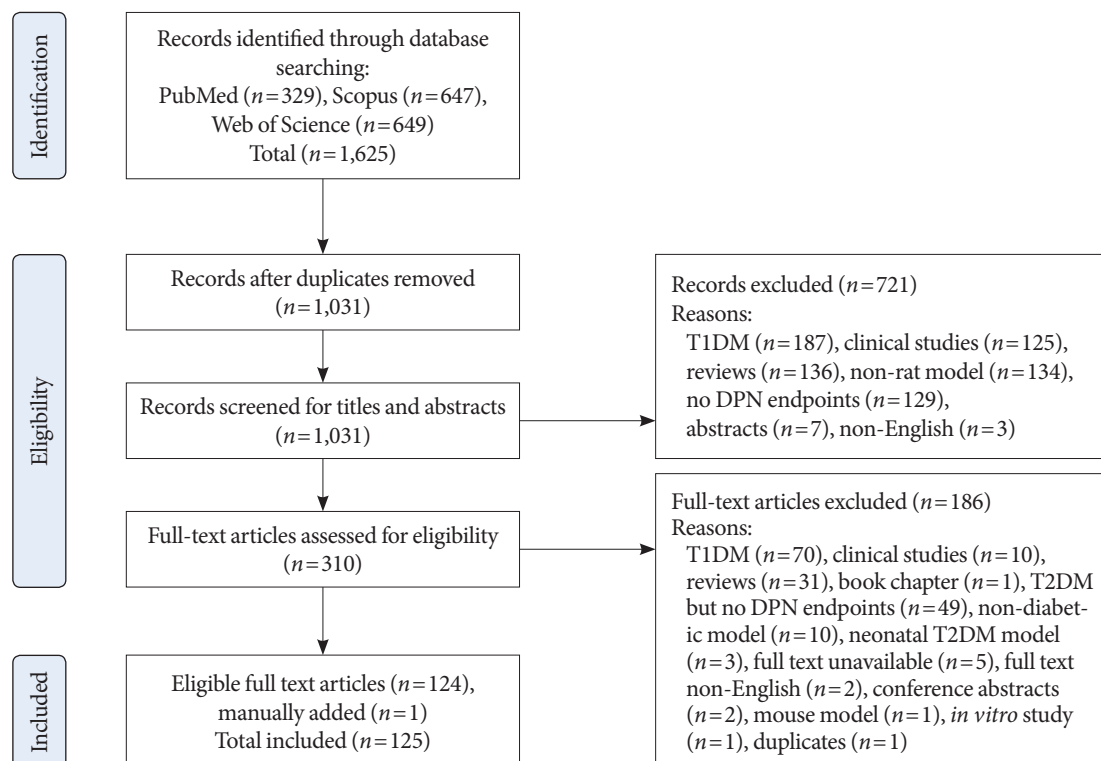 Identification
Records identified through database
searching:
PubMed (n=329), Scopus (n=647),
Web of Science (n=649)
Total (n=1,625)
Eligibility
Records after duplicates removed
(n=1,031)
Records screened for titles and abstracts
(n=1,031)
Full-text articles assessed for eligibility
(n=310)
Records excluded (n=721)
Reasons:
T1DM (n=187), clinical studies (n=125),
reviews (n=136), non-rat model (n=134),
no DPN endpoints (n=129),
abstracts (n=7), non-English (n=3)
Full-text articles excluded (n=186)
Reasons:
T1DM (n=70), clinical studies (n=10),
reviews (n=31), book chapter (n=1), T2DM
but no DPN endpoints (n=49), non-diabet-
ic model (n=10), neonatal T2DM model
(n=3), full text unavailable (n=5), full text
non-English (n=2), conference abstracts
(n=2), mouse model (n=1), in vitro study
(n=1), duplicates (n=1)
Included
Eligible full text articles (n=124),
manually added (n=1)
Total included (n=125)